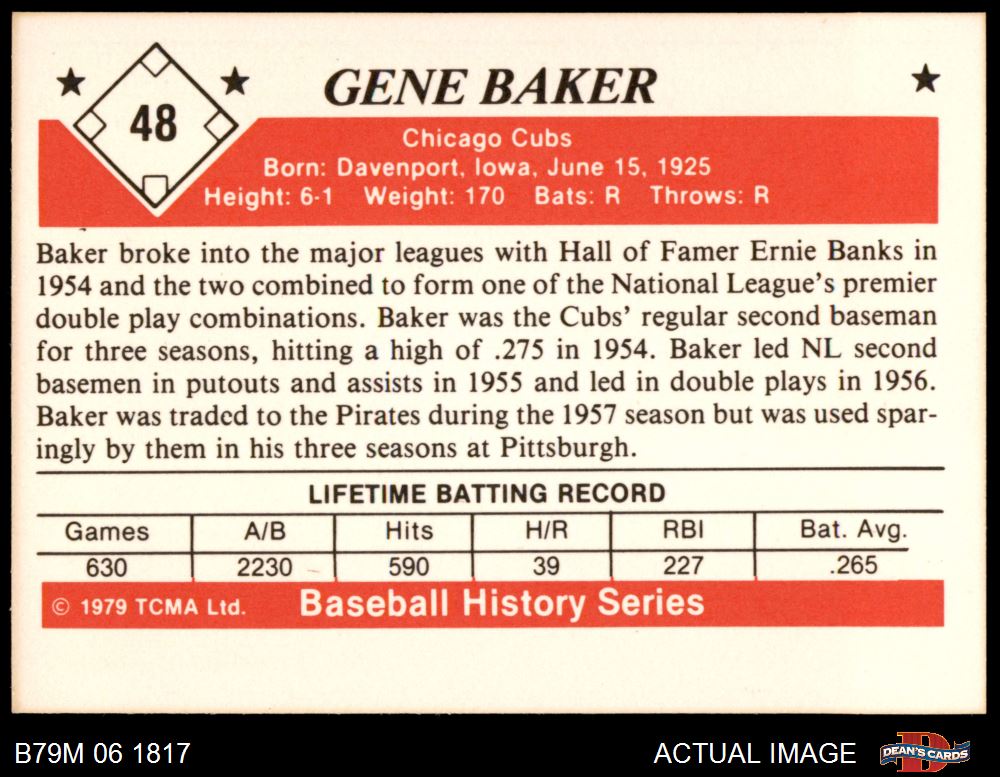 48
GENE BAKER
Chicago Cubs
Born: Davenport, Iowa, June 15, 1925
Height: 6-1 Weight: 170 Bats: R Throws: R
Baker broke into the major leagues with Hall of Famer Ernie Banks in
1954 and the two combined to form one of the National League's premier
double play combinations. Baker was the Cubs' regular second baseman
for three seasons, hitting a high of .275 in 1954. Baker led NL second
basemen in putouts and assists in 1955 and led in double plays in 1956.
Baker was traded to the Pirates during the 1957 season but was used spar-
ingly by them in his three seasons at Pittsburgh.
LIFETIME BATTING RECORD
Games A/B Hits H/R RBI Bat. Avg.
630 2230 590 39 227 .265
© 1979 TCMA Ltd. Baseball History Series
B79M 06 1817 ACTUAL IMAGE DEAN'S CARDS